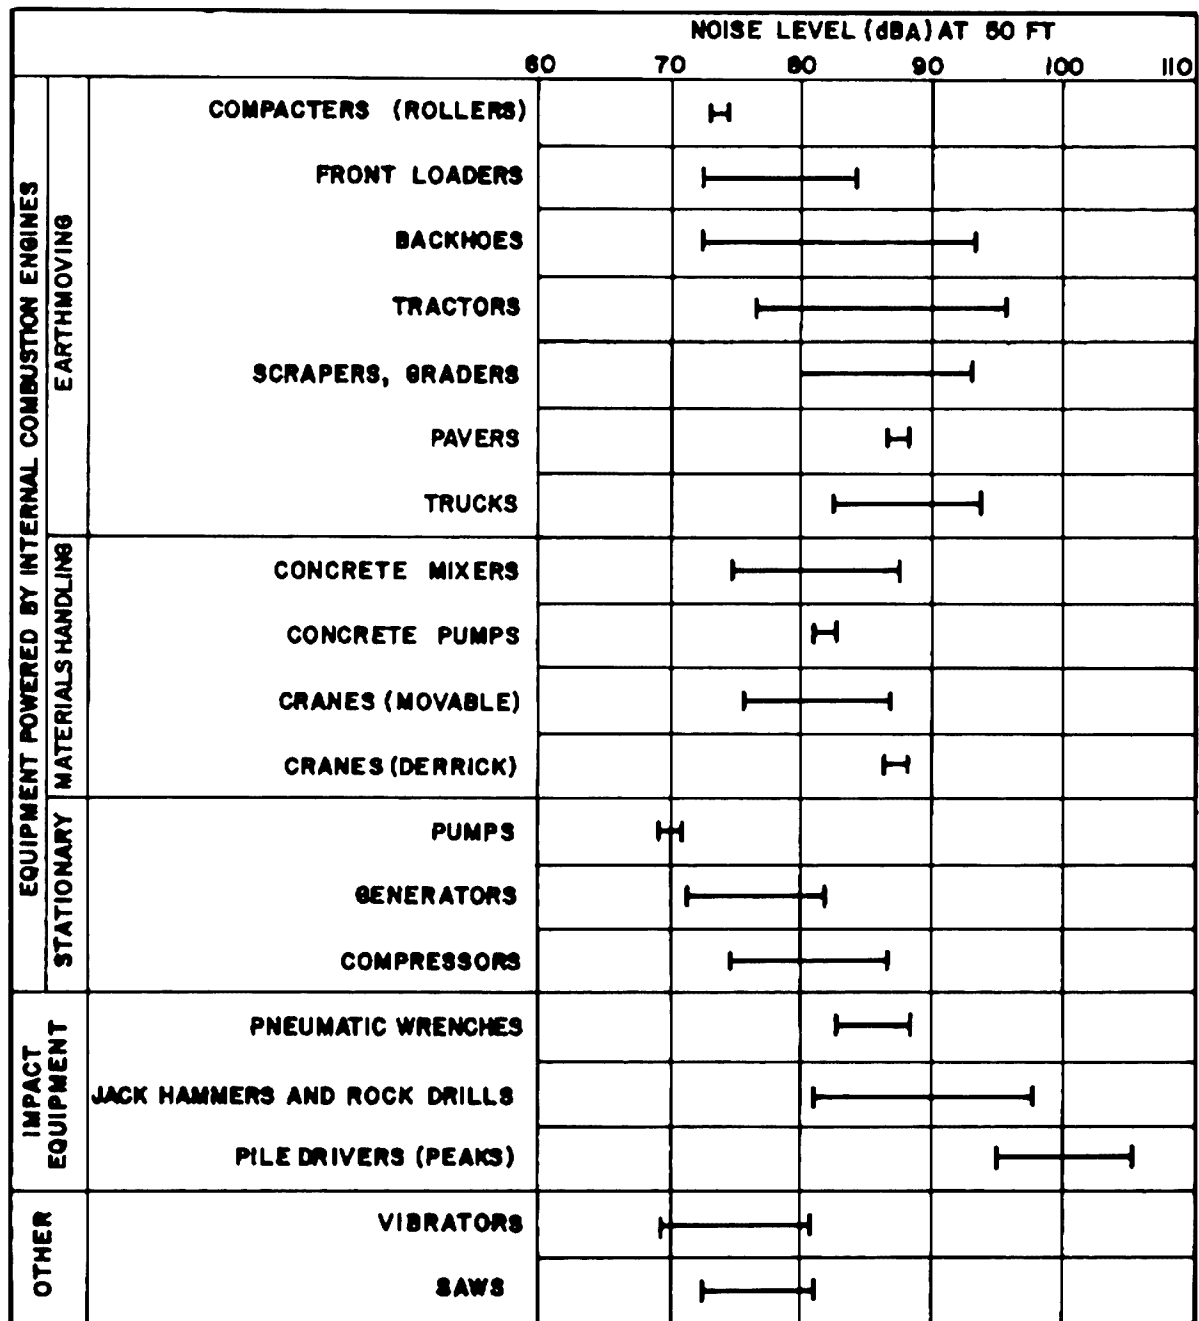 NOISE LEVEL (dBA) AT 50 FT
60 70 80 90 100 110
EQUIPMENT POWERED BY INTERNAL COMBUSTION ENGINES
EARTHMOVING
COMPACTERS (ROLLERS)
FRONT LOADERS
BACKHOES
TRACTORS
SCRAPERS, GRADERS
PAVERS
TRUCKS
MATERIALS HANDLING
CONCRETE MIXERS
CONCRETE PUMPS
CRANES (MOVABLE)
CRANES (DERRICK)
STATIONARY
PUMPS
GENERATORS
COMPRESSORS
IMPACT
EQUIPMENT
PNEUMATIC WRENCHES
JACK HAMMERS AND ROCK DRILLS
PILE DRIVERS (PEAKS)
OTHER
VIBRATORS
SAWS